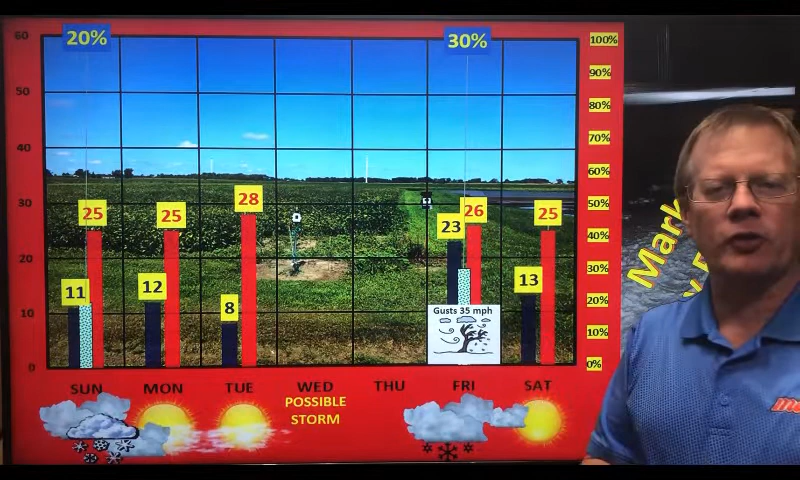 20%
30%
60
50
40
30
20
10
0
100%
90%
80%
70%
60%
50%
40%
30%
20%
10%
0%
11
25
12
25
8
28
23
26
13
25
Gusts 35 mph
SUN
MON
TUE
WED
THU
FRI
SAT
POSSIBLE
STORM
Mark